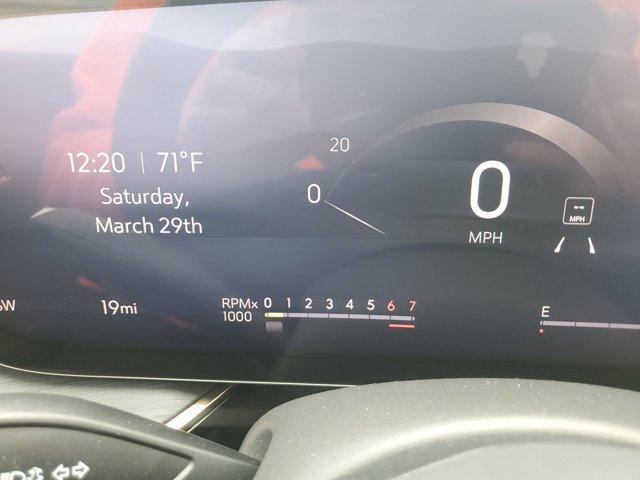 12:20 | 71°F
Saturday,
March 29th
20
0
0
MPH
--
MPH
SW
19mi
RPMx
1000
0 1 2 3 4 5 6 7
E